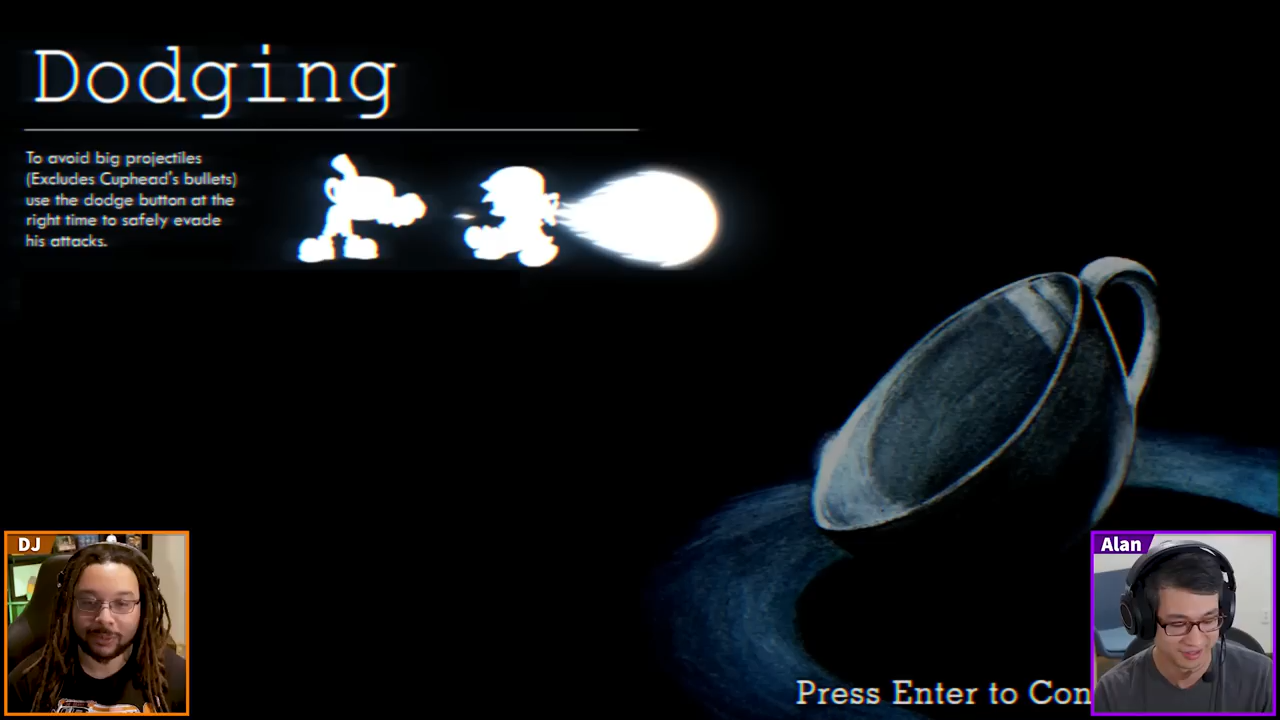 Dodging
To avoid big projectiles
(Excludes Cuphead's bullets)
use the dodge button at the
right time to safely evade
his attacks.
DJ
Alan
Press Enter to Con